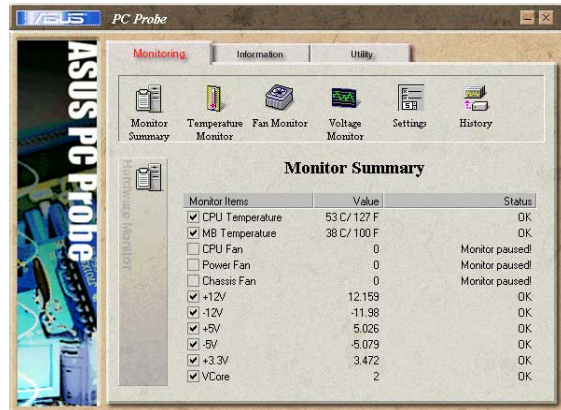 ASUS PC Probe
Monitoring Information Utility
Monitor Summary
Temperature Monitor
Fan Monitor
Voltage Monitor
Settings
History
ASUS PC Probe
Hardware Monitor
Monitor Summary
Monitor Items Value Status
CPU Temperature 53 C/ 127 F OK
MB Temperature 38 C/ 100 F OK
CPU Fan 0 Monitor paused!
Power Fan 0 Monitor paused!
Chassis Fan 0 Monitor paused!
+12V 12.159 OK
-12V -11.98 OK
+5V 5.026 OK
-5V -5.079 OK
+3.3V 3.472 OK
VCore 2 OK